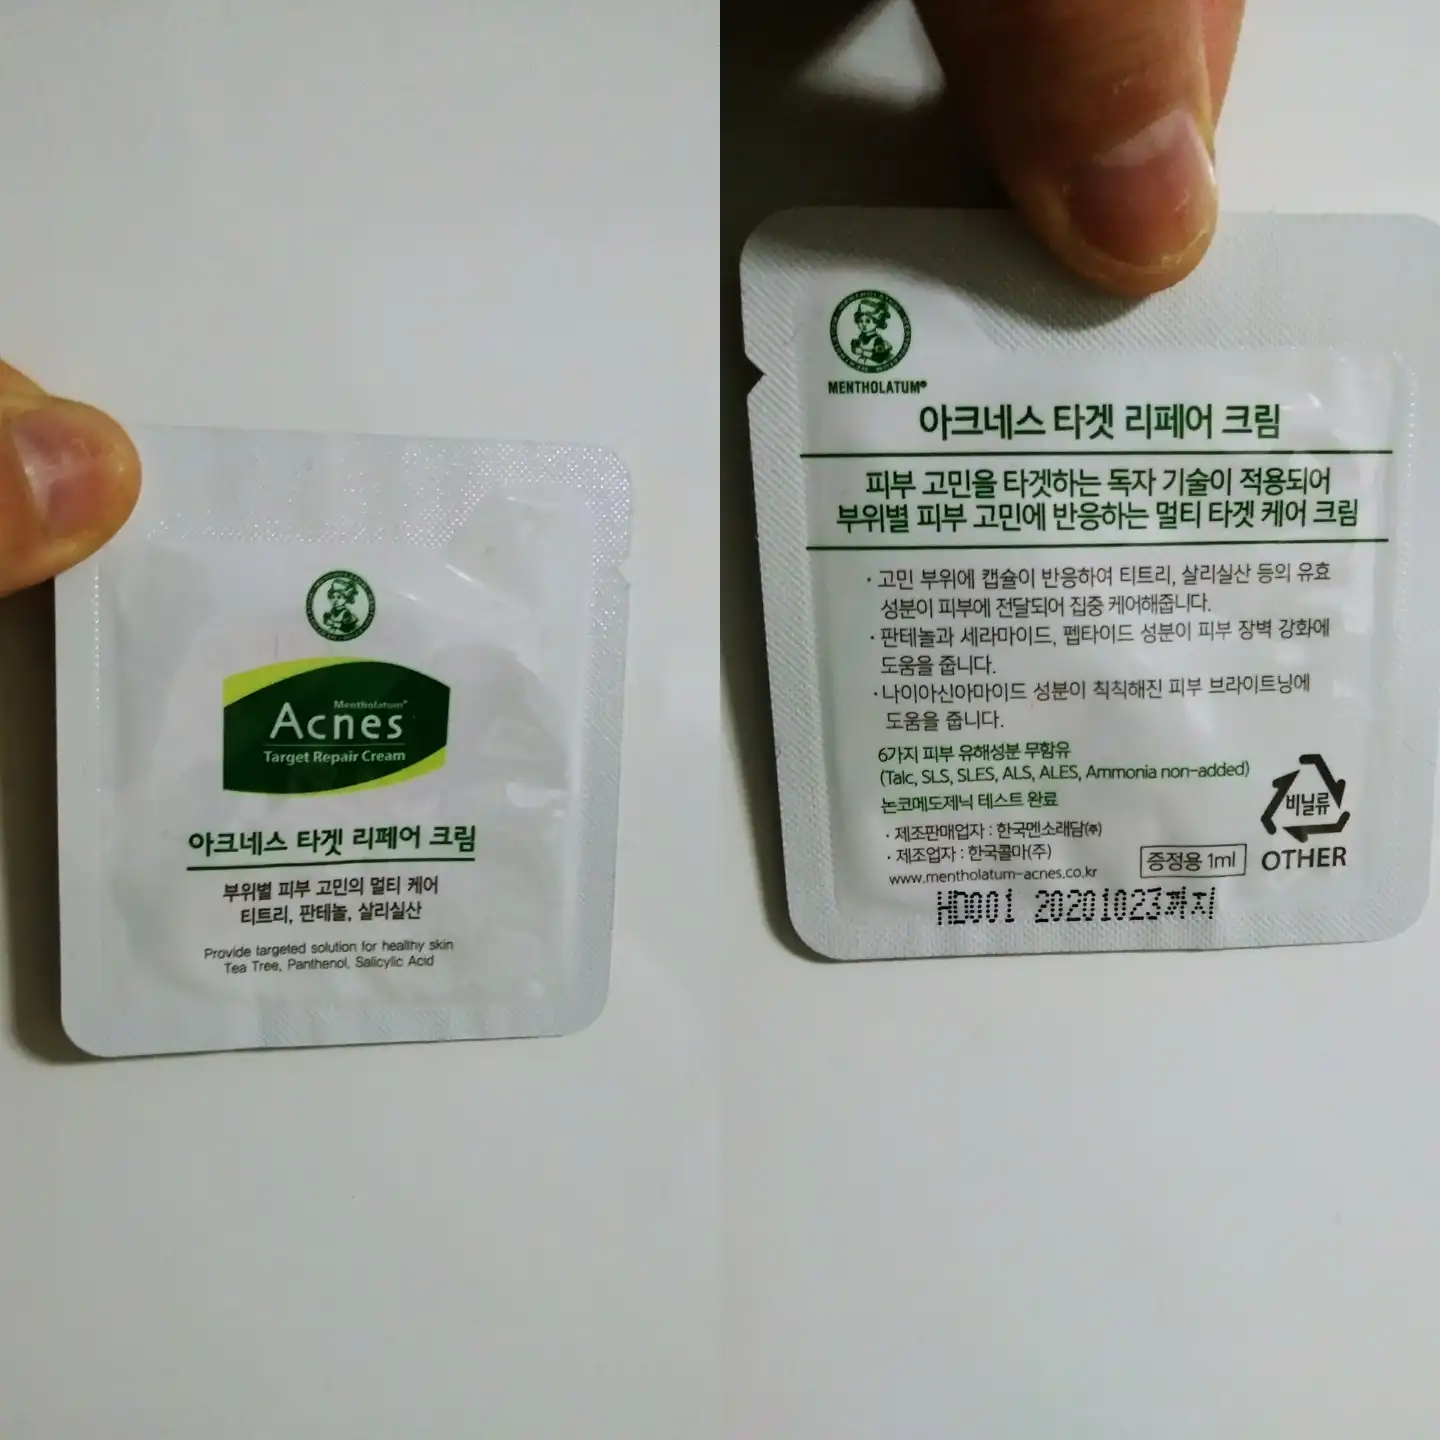 Mentholatum®
Acnes
Target Repair Cream
아크네스 타겟 리페어 크림
부위별 피부 고민의 멀티 케어
티트리, 판테놀, 살리실산
Provide targeted solution for healthy skin
Tea Tree, Panthenol, Salicylic Acid
MENTHOLATUM®
아크네스 타겟 리페어 크림
피부 고민을 타겟하는 독자 기술이 적용되어
부위별 피부 고민에 반응하는 멀티 타겟 케어 크림
· 고민 부위에 캡슐이 반응하여 티트리, 살리실산 등의 유효
성분이 피부에 전달되어 집중 케어해줍니다.
· 판테놀과 세라마이드, 펩타이드 성분이 피부 장벽 강화에
도움을 줍니다.
· 나이아신아마이드 성분이 칙칙해진 피부 브라이트닝에
도움을 줍니다.
6가지 피부 유해성분 무함유
(Talc, SLS, SLES, ALS, ALES, Ammonia non-added)
논코메도제닉 테스트 완료
· 제조판매업자 : 한국멘소래담㈜
· 제조업자 : 한국콜마(주)
www.mentholatum-acnes.co.kr
증정용 1ml
비닐류
OTHER
HD001 20201023까지